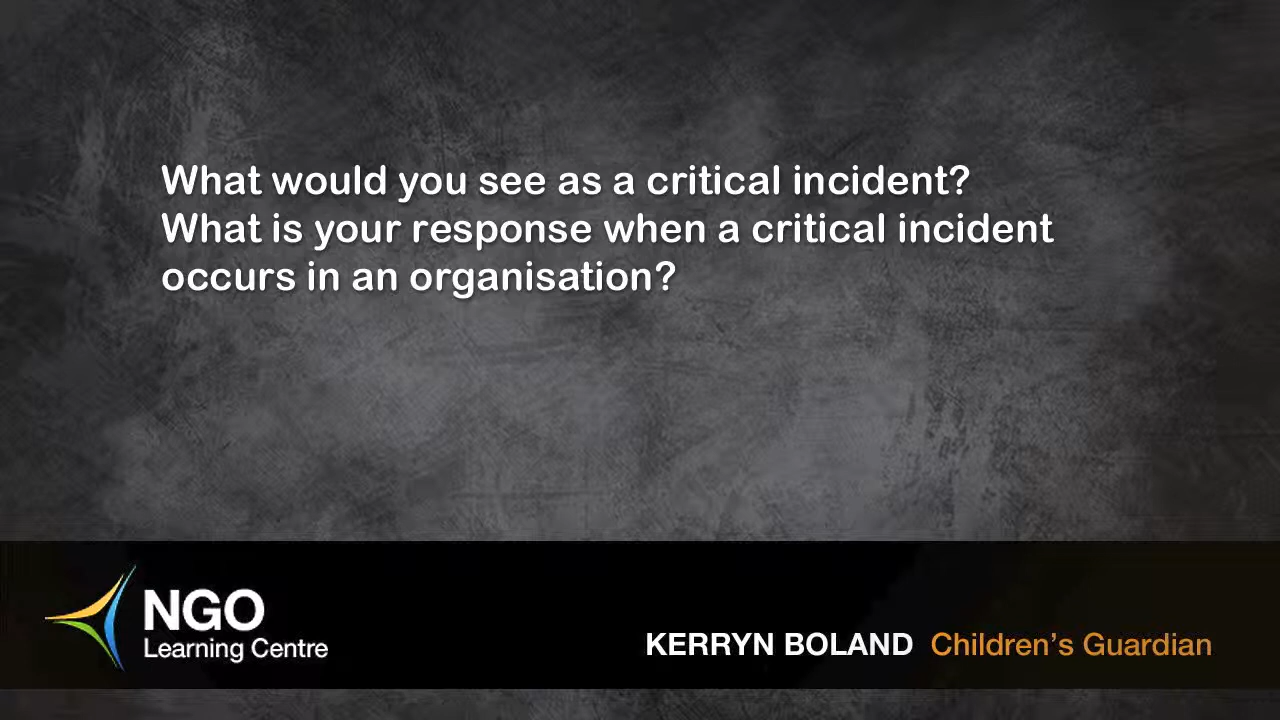 What would you see as a critical incident?
What is your response when a critical incident
occurs in an organisation?
NGO
Learning Centre
KERRYN BOLAND Children's Guardian